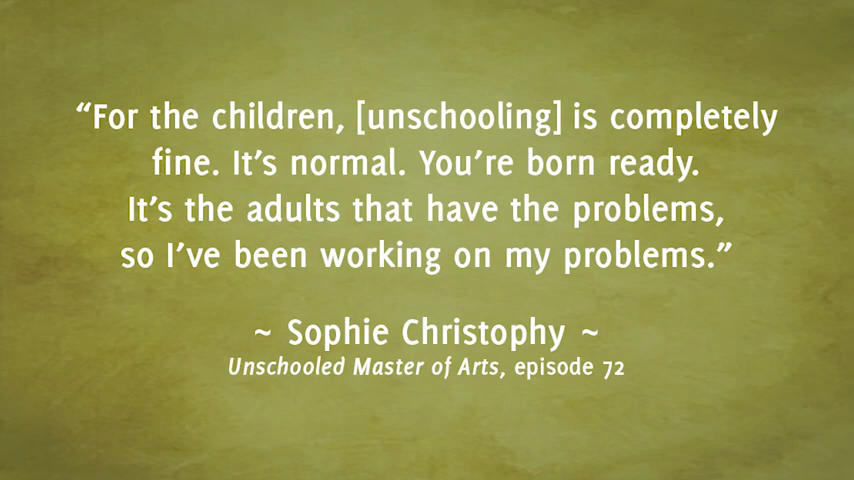 “For the children, [unschooling] is completely
fine. It’s normal. You’re born ready.
It’s the adults that have the problems,
so I’ve been working on my problems.”
~ Sophie Christophy ~
Unschooled Master of Arts, episode 72